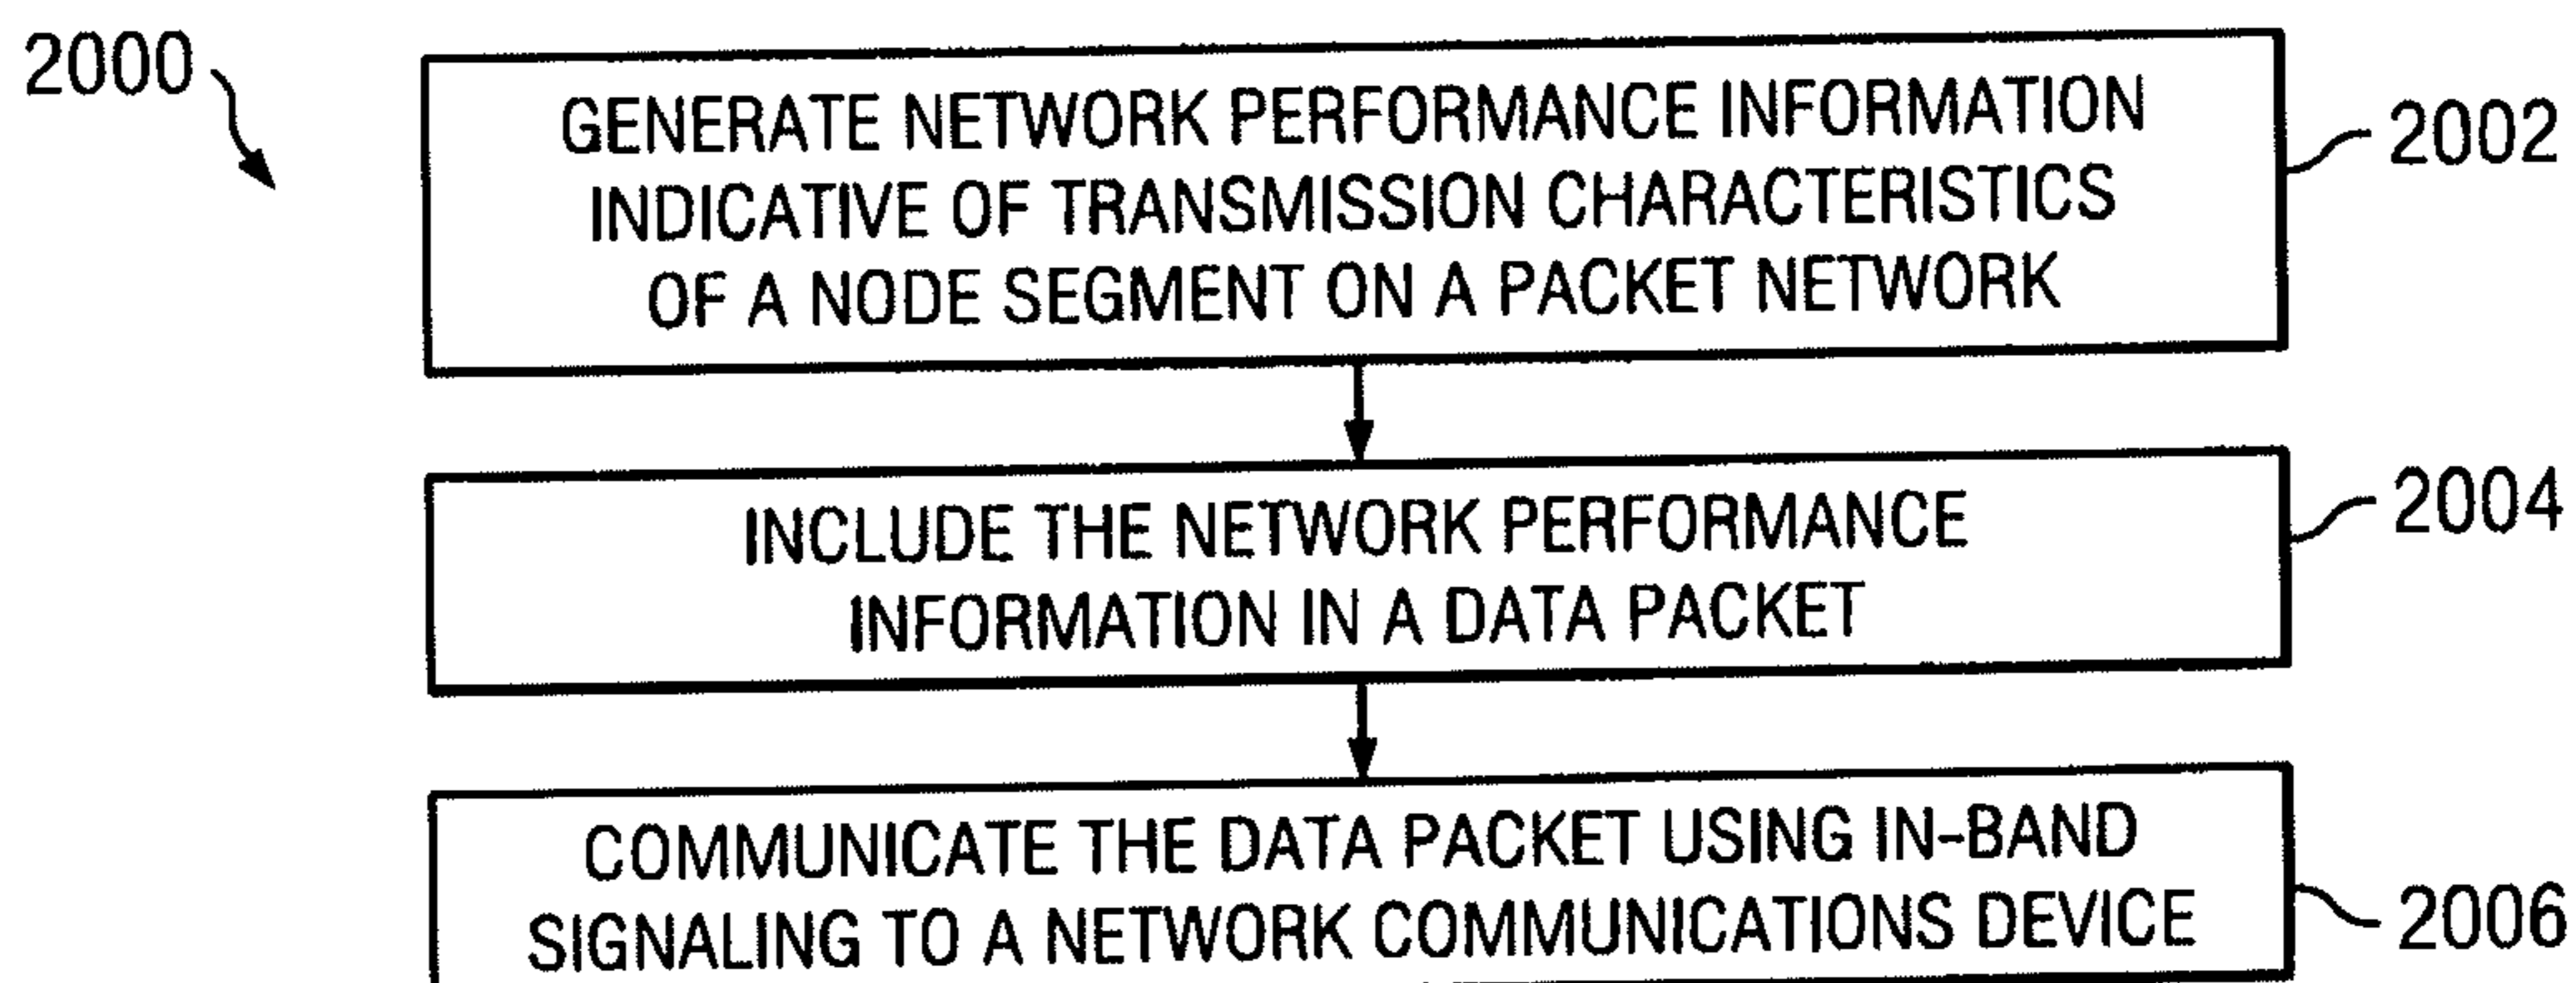 2000
GENERATE NETWORK PERFORMANCE INFORMATION
INDICATIVE OF TRANSMISSION CHARACTERISTICS
OF A NODE SEGMENT ON A PACKET NETWORK
2002
INCLUDE THE NETWORK PERFORMANCE
INFORMATION IN A DATA PACKET
2004
COMMUNICATE THE DATA PACKET USING IN-BAND
SIGNALING TO A NETWORK COMMUNICATIONS DEVICE
2006